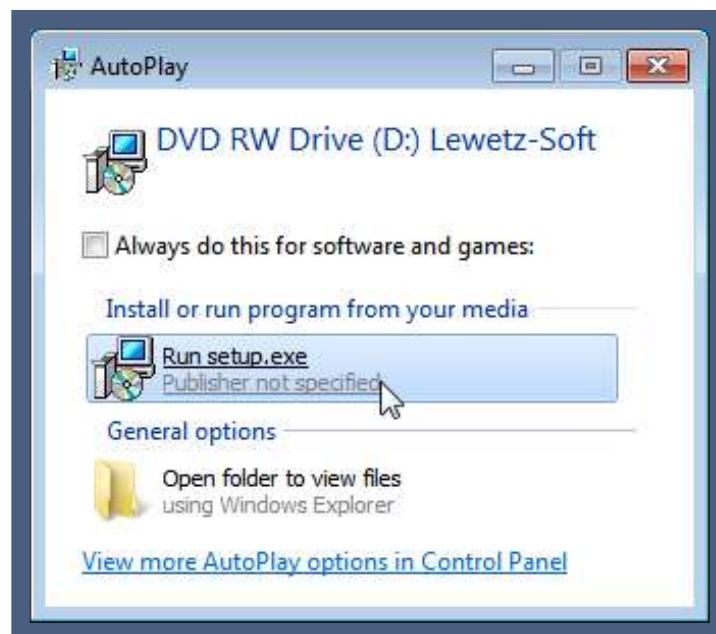 AutoPlay
DVD RW Drive (D:) Lewetz-Soft
Always do this for software and games:
Install or run program from your media
Run setup.exe
Publisher not specified
General options
Open folder to view files
using Windows Explorer
View more AutoPlay options in Control Panel